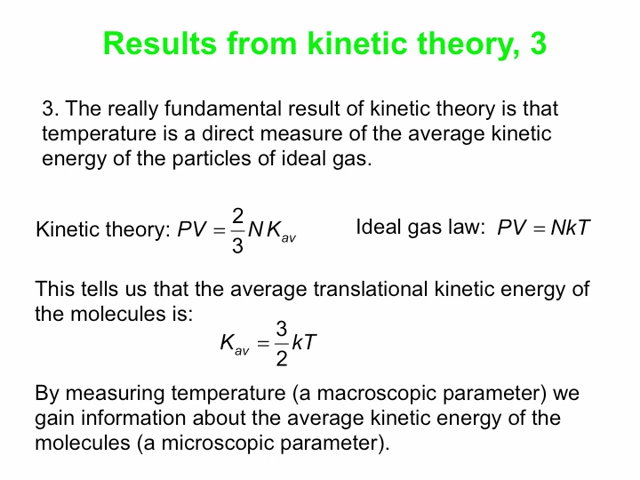 Results from kinetic theory, 3
3. The really fundamental result of kinetic theory is that
temperature is a direct measure of the average kinetic
energy of the particles of ideal gas.
Kinetic theory: PV = 2/3 N K_av Ideal gas law: PV = NkT
This tells us that the average translational kinetic energy of
the molecules is:
K_av = 3/2 kT
By measuring temperature (a macroscopic parameter) we
gain information about the average kinetic energy of the
molecules (a microscopic parameter).